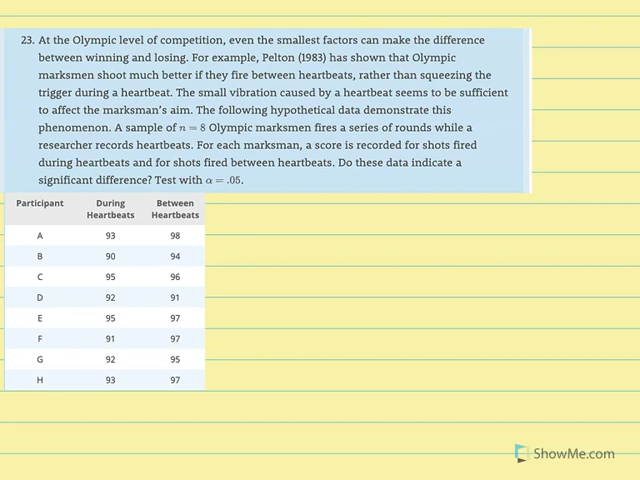 23. At the Olympic level of competition, even the smallest factors can make the difference
between winning and losing. For example, Pelton (1983) has shown that Olympic
marksmen shoot much better if they fire between heartbeats, rather than squeezing the
trigger during a heartbeat. The small vibration caused by a heartbeat seems to be sufficient
to affect the marksman's aim. The following hypothetical data demonstrate this
phenomenon. A sample of n = 8 Olympic marksmen fires a series of rounds while a
researcher records heartbeats. For each marksman, a score is recorded for shots fired
during heartbeats and for shots fired between heartbeats. Do these data indicate a
significant difference? Test with α = .05.
Participant During Between
Heartbeats Heartbeats
A 93 98
B 90 94
C 95 96
D 92 91
E 95 97
F 91 97
G 92 95
H 93 97
ShowMe.com